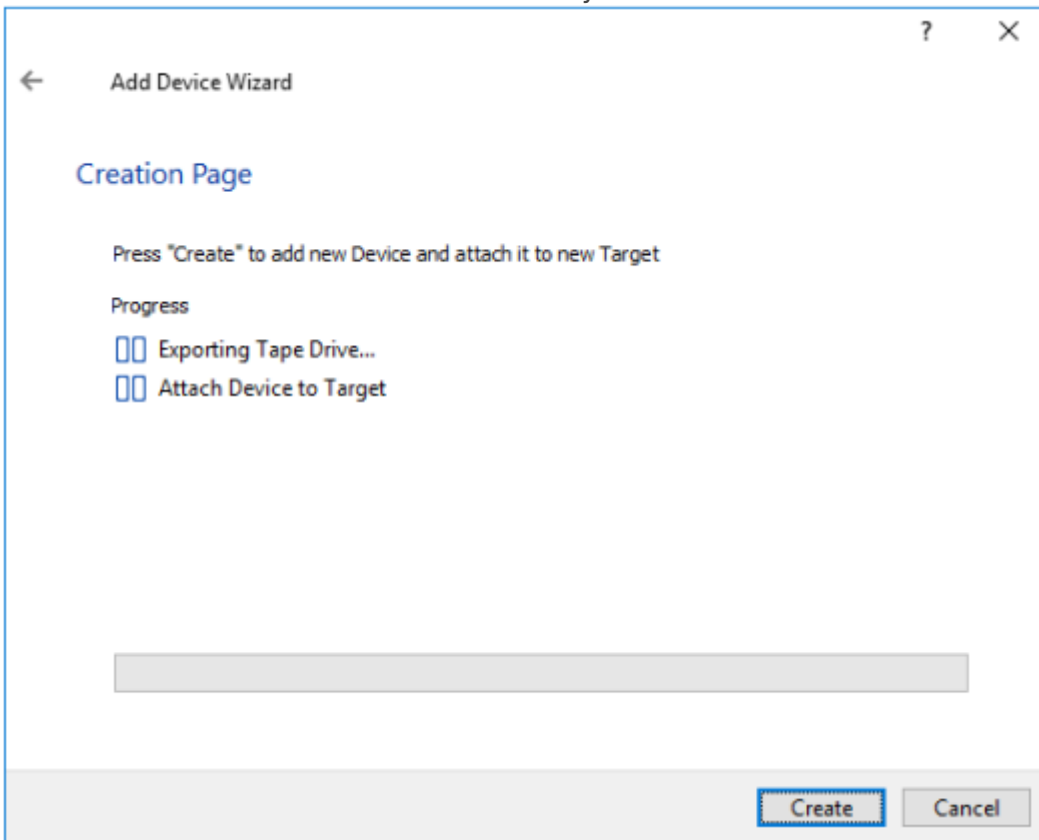 ?
Add Device Wizard
Creation Page
Press "Create" to add new Device and attach it to new Target
Progress
Exporting Tape Drive...
Attach Device to Target
Create Cancel